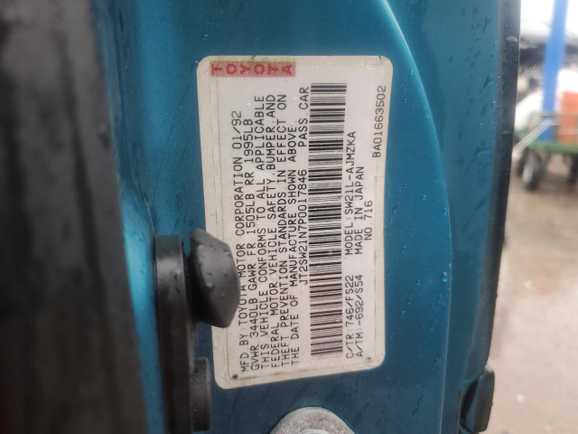 TOYOTA
MFD BY TOYOTA MOTOR CORPORATION 01/92
GVWR 3440LB GAWR FR 1505LB RR 1995LB
THIS VEHICLE CONFORMS TO ALL APPLICABLE
FEDERAL MOTOR VEHICLE SAFETY, BUMPER, AND
THEFT PREVENTION STANDARDS IN EFFECT ON
THE DATE OF MANUFACTURE SHOWN ABOVE.
JT2SW21N7P0017846 PASS CAR
C/TR: 746/FS22 MODEL: SW21L-AJMZKA
A/TM: -692/S54 MADE IN JAPAN
NO 716
BA01663502